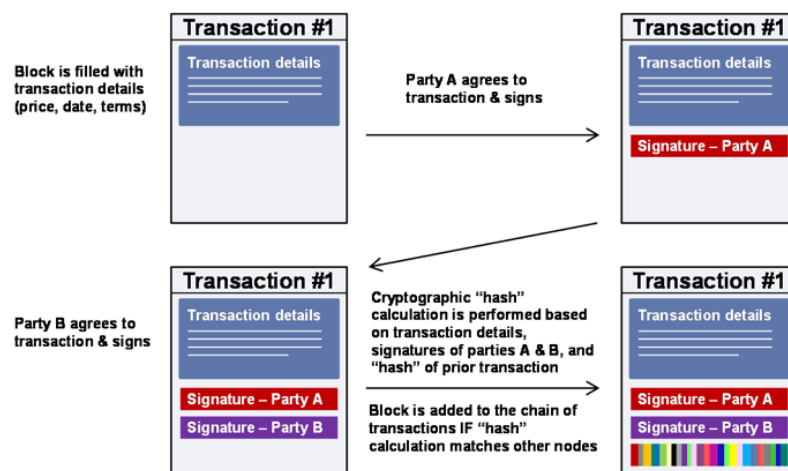 Transaction #1
Block is filled with
transaction details
(price, date, terms)
Transaction details
Party A agrees to
transaction & signs
Transaction #1
Transaction details
Signature – Party A
Party B agrees to
transaction & signs
Transaction #1
Transaction details
Signature – Party A
Signature – Party B
Cryptographic “hash”
calculation is performed based
on transaction details,
signatures of parties A & B, and
“hash” of prior transaction
Block is added to the chain of
transactions IF “hash”
calculation matches other nodes
Transaction #1
Transaction details
Signature – Party A
Signature – Party B